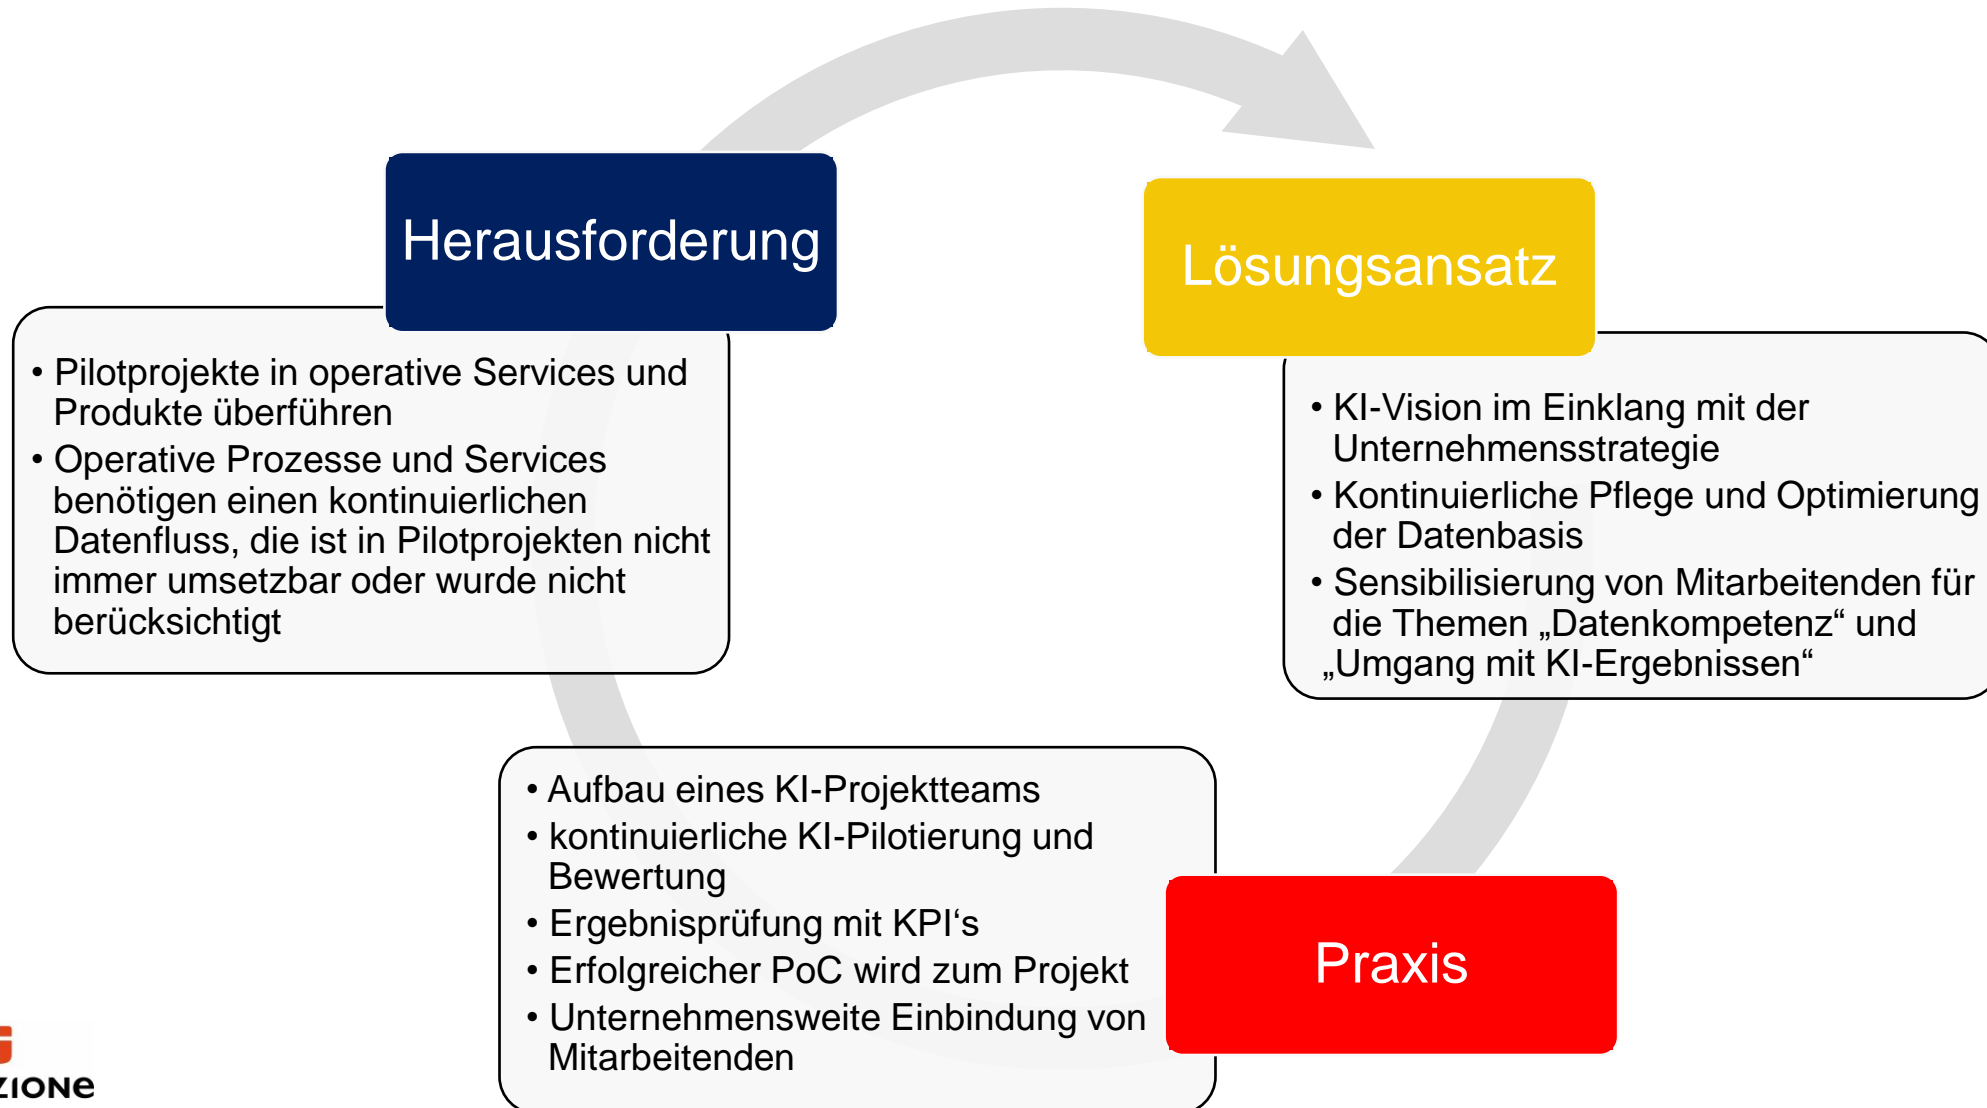 Herausforderung
• Pilotprojekte in operative Services und
Produkte überführen
• Operative Prozesse und Services
benötigen einen kontinuierlichen
Datenfluss, die ist in Pilotprojekten nicht
immer umsetzbar oder wurde nicht
berücksichtigt
Lösungsansatz
• KI-Vision im Einklang mit der
Unternehmensstrategie
• Kontinuierliche Pflege und Optimierung
der Datenbasis
• Sensibilisierung von Mitarbeitenden für
die Themen „Datenkompetenz“ und
„Umgang mit KI-Ergebnissen“
• Aufbau eines KI-Projektteams
• kontinuierliche KI-Pilotierung und
Bewertung
• Ergebnisprüfung mit KPI‘s
• Erfolgreicher PoC wird zum Projekt
• Unternehmensweite Einbindung von
Mitarbeitenden
Praxis